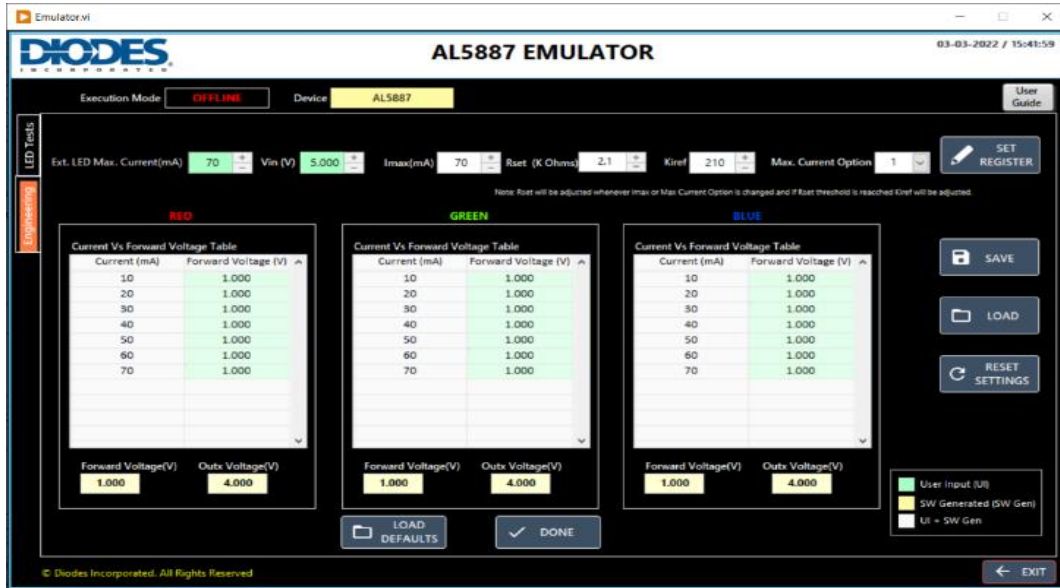 Emulator.vi
DIODES
INCORPORATED
AL5887 EMULATOR
03-03-2022 / 15:41:59
Execution Mode OFFLINE Device AL5887
User Guide
LED Tests
Engineering
Ext. LED Max. Current(mA) 70 Vin (V) 5.000 Imax(mA) 70 Rset (K Ohms) 2.1 Kiref 210 Max. Current Option 1
SET REGISTER
Note: Rset will be adjusted whenever Imax or Max Current Option is changed and if Rset threshold is reacched Kiref will be adjusted.
RED
Current Vs Forward Voltage Table
Current (mA) Forward Voltage (V)
10 1.000
20 1.000
30 1.000
40 1.000
50 1.000
60 1.000
70 1.000
Forward Voltage(V) Outx Voltage(V)
1.000 4.000
GREEN
Current Vs Forward Voltage Table
Current (mA) Forward Voltage (V)
10 1.000
20 1.000
30 1.000
40 1.000
50 1.000
60 1.000
70 1.000
Forward Voltage(V) Outx Voltage(V)
1.000 4.000
BLUE
Current Vs Forward Voltage Table
Current (mA) Forward Voltage (V)
10 1.000
20 1.000
30 1.000
40 1.000
50 1.000
60 1.000
70 1.000
Forward Voltage(V) Outx Voltage(V)
1.000 4.000
SAVE
LOAD
RESET SETTINGS
User Input (UI)
SW Generated (SW Gen)
UI + SW Gen
LOAD DEFAULTS
DONE
© Diodes Incorporated. All Rights Reserved
EXIT